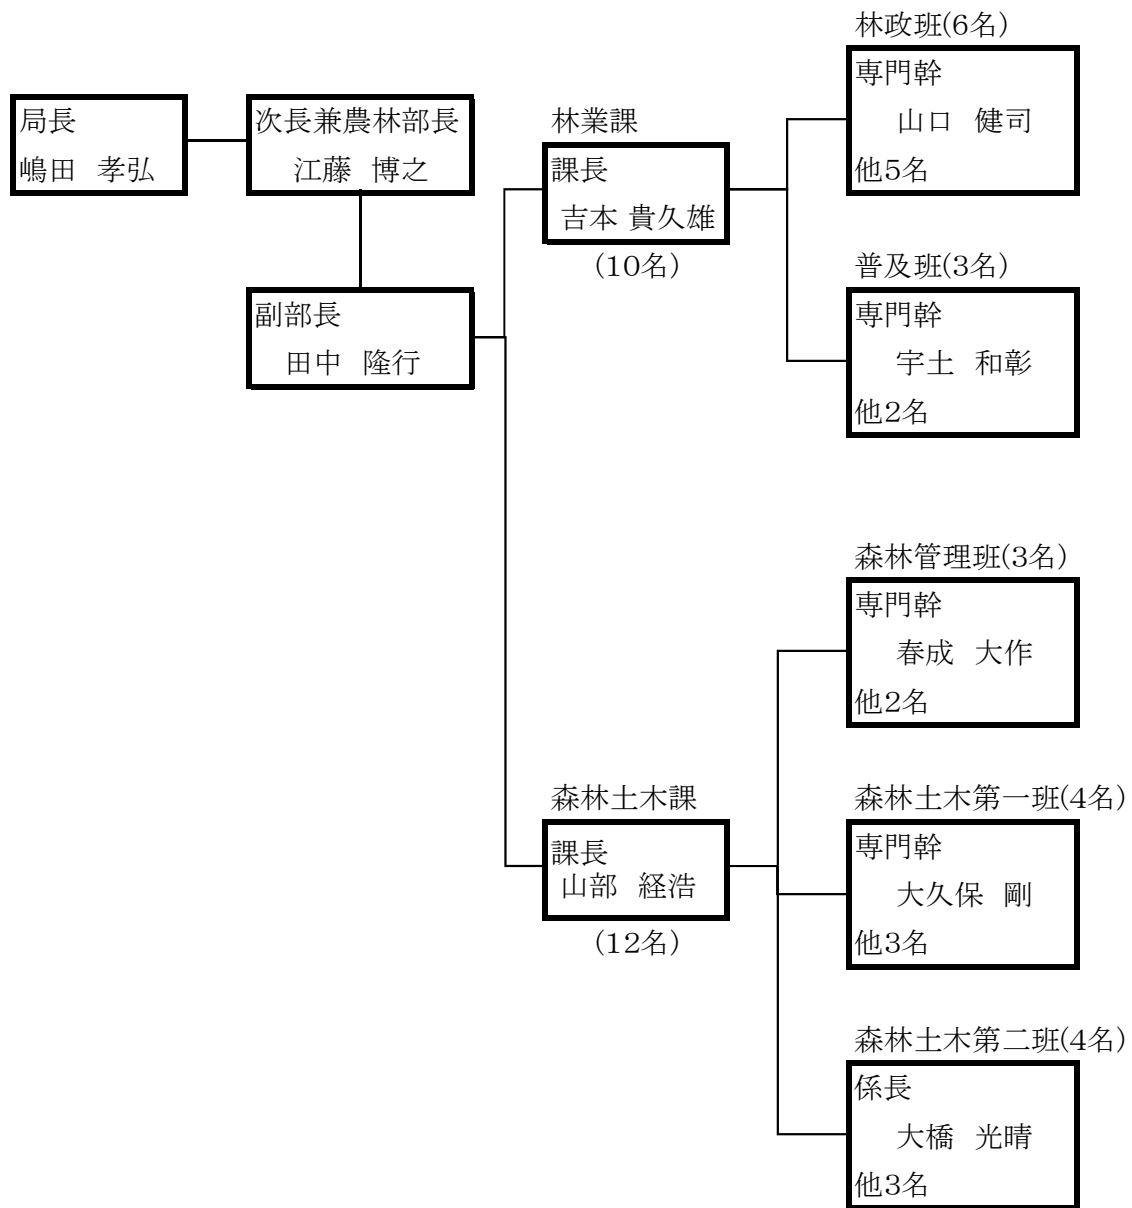 局長
嶋田 孝弘
次長兼農林部長
江藤 博之
副部長
田中 隆行
林業課
課長
吉本 貴久雄
(10名)
林政班(6名)
専門幹
山口 健司
他5名
普及班(3名)
専門幹
宇土 和彰
他2名
森林土木課
課長
山部 経浩
(12名)
森林管理班(3名)
専門幹
春成 大作
他2名
森林土木第一班(4名)
専門幹
大久保 剛
他3名
森林土木第二班(4名)
係長
大橋 光晴
他3名